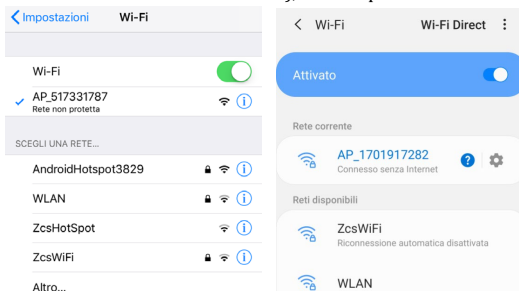 Impostazioni Wi-Fi
Wi-Fi
AP_517331787
Rete non protetta
SCEGLI UNA RETE...
AndroidHotspot3829
WLAN
ZcsHotSpot
ZcsWiFi
Altro...
Wi-Fi Wi-Fi Direct
Attivato
Rete corrente
AP_1701917282
Connesso senza Internet
Reti disponibili
ZcsWiFi
Riconnessione automatica disattivata
WLAN